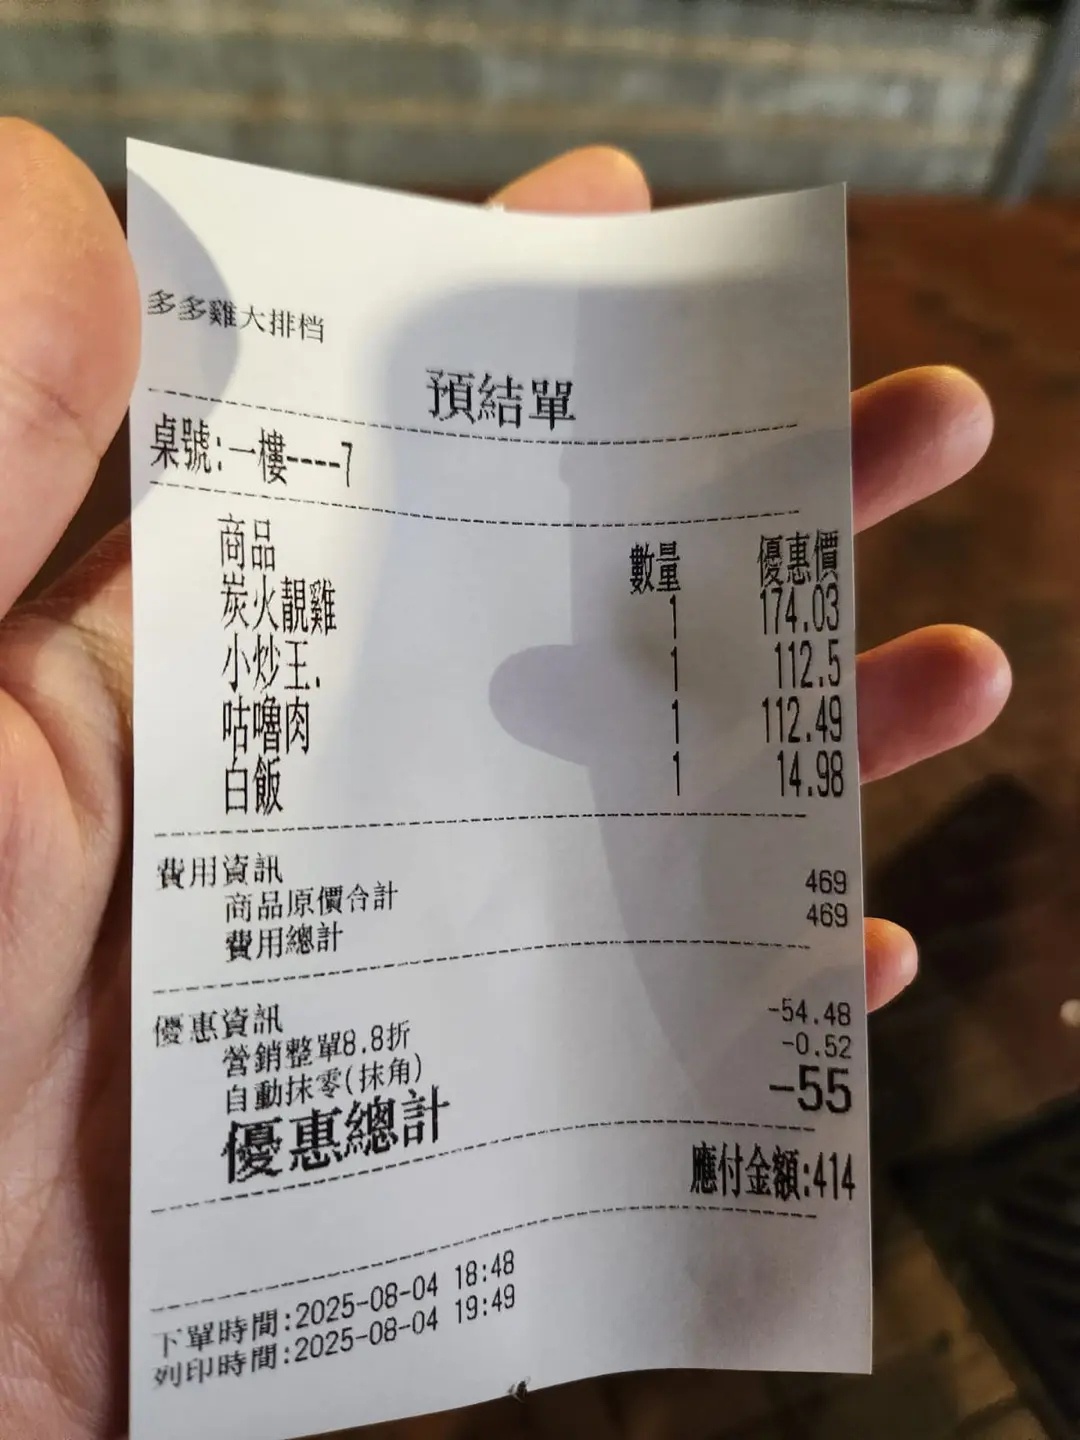 多多雞大排档
預結單
桌號:一樓----7
商品 數量 優惠價
炭火靚雞 1 174.03
小炒王. 1 112.5
咕嚕肉 1 112.49
白飯 1 14.98
費用資訊
商品原價合計 469
費用總計 469
優惠資訊
營銷整單8.8折 -54.48
自動抹零(抹角) -0.52
優惠總計 -55
應付金額:414
下單時間:2025-08-04 18:48
列印時間:2025-08-04 19:49